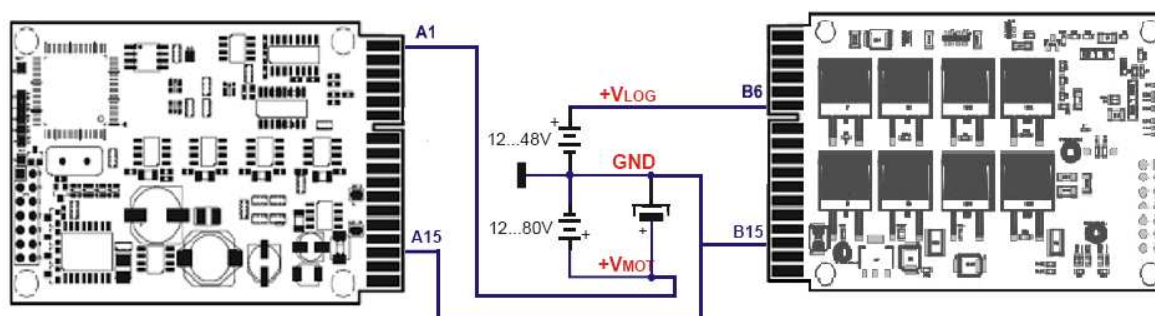 A1
+VLOG
B6
12...48V
GND
12...80V
A15
B15
+VMOT